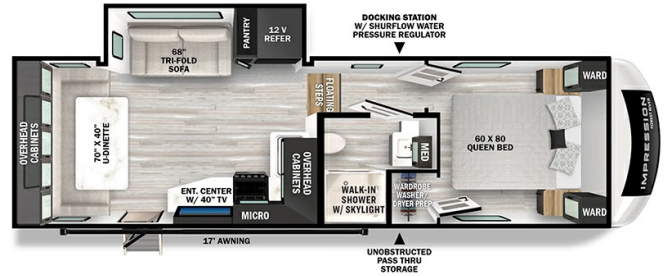 DOCKING STATION
W/ SHURFLOW WATER
PRESSURE REGULATOR
PANTRY
12 V
REFER
68"
TRI-FOLD
SOFA
FLOATING
STEPS
WARD
OVERHEAD
CABINETS
70" X 40"
U-DINETTE
OVERHEAD
CABINETS
MED
60 X 80
QUEEN BED
IMPRESSION
FOREST RIVER
ENT. CENTER
W/ 40" TV
MICRO
WALK-IN
SHOWER
W/ SKYLIGHT
WARDROBE
WASHER/
DRYER PREP
WARD
17' AWNING
UNOBSTRUCTED
PASS THRU
STORAGE